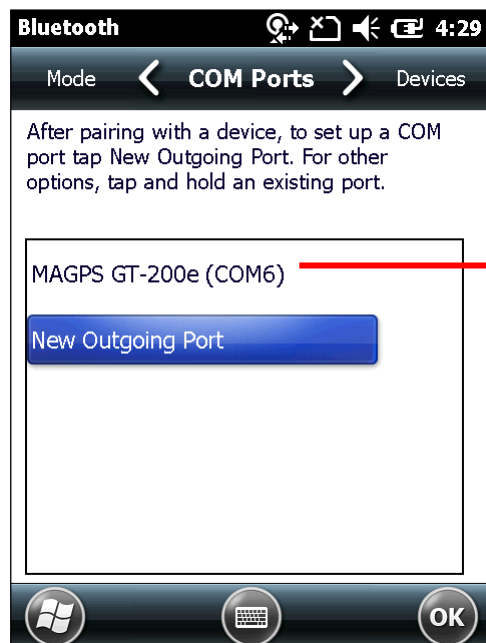 Bluetooth 4:29
Mode COM Ports Devices
After pairing with a device, to set up a COM
port tap New Outgoing Port. For other
options, tap and hold an existing port.
MAGPS GT-200e (COM6)
New Outgoing Port
OK